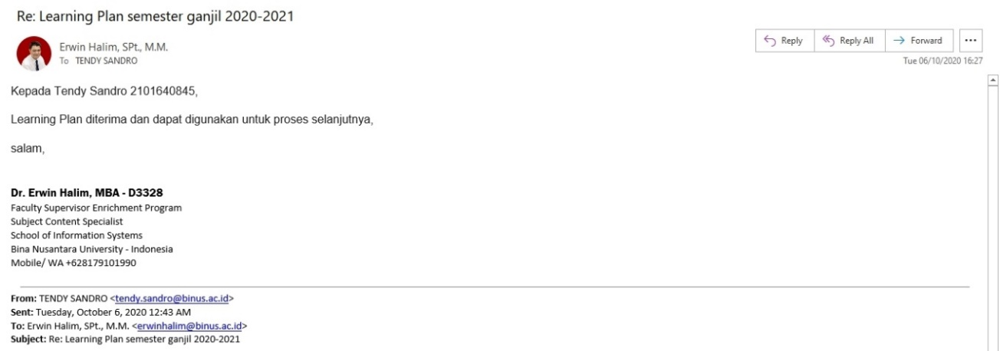 Re: Learning Plan semester ganjil 2020-2021
Erwin Halim, SPt., M.M.
To TENDY SANDRO
Reply
Reply All
Forward
Tue 06/10/2020 16:27
Kepada Tendy Sandro 2101640845,
Learning Plan diterima dan dapat digunakan untuk proses selanjutnya,
salam,
Dr. Erwin Halim, MBA - D3328
Faculty Supervisor Enrichment Program
Subject Content Specialist
School of Information Systems
Bina Nusantara University - Indonesia
Mobile/ WA +628179101990
From: TENDY SANDRO <tendy.sandro@binus.ac.id>
Sent: Tuesday, October 6, 2020 12:43 AM
To: Erwin Halim, SPt., M.M. <erwinhalim@binus.ac.id>
Subject: Re: Learning Plan semester ganjil 2020-2021